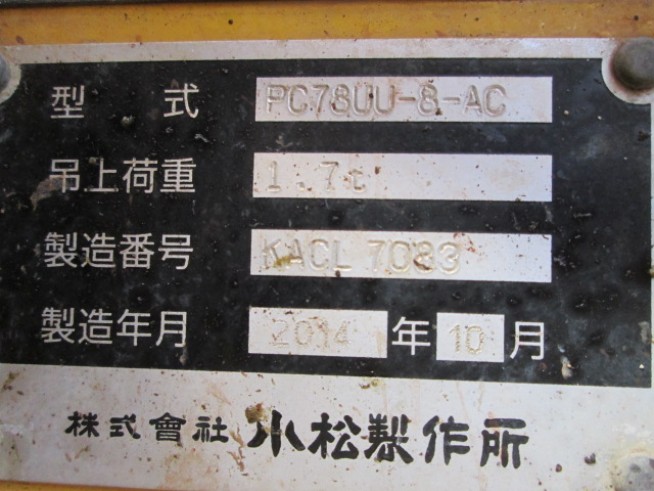 型 式 PC78UU-8-AC
吊上荷重 1.7t
製造番号 KACL 7083
製造年月 2014 年 10 月
株式會社 小松製作所